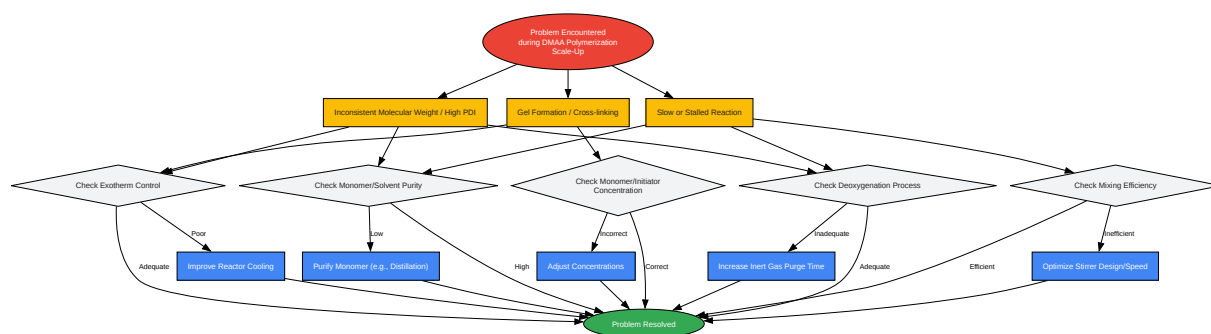 Problem Encountered
during DMAA Polymerization
Scale-Up
Inconsistent Molecular Weight / High PDI
Gel Formation / Cross-linking
Slow or Stalled Reaction
Check Exotherm Control
Check Monomer/Solvent Purity
Check Monomer/Initiator
Concentration
Check Deoxygenation Process
Check Mixing Efficiency
Poor
Low
Incorrect
Inadequate
Inefficient
Adequate
Improve Reactor Cooling
Purify Monomer (e.g., Distillation)
High
Adjust Concentrations
Correct
Increase Inert Gas Purge Time
Adequate
Efficient
Optimize Stirrer Design/Speed
Problem Resolved